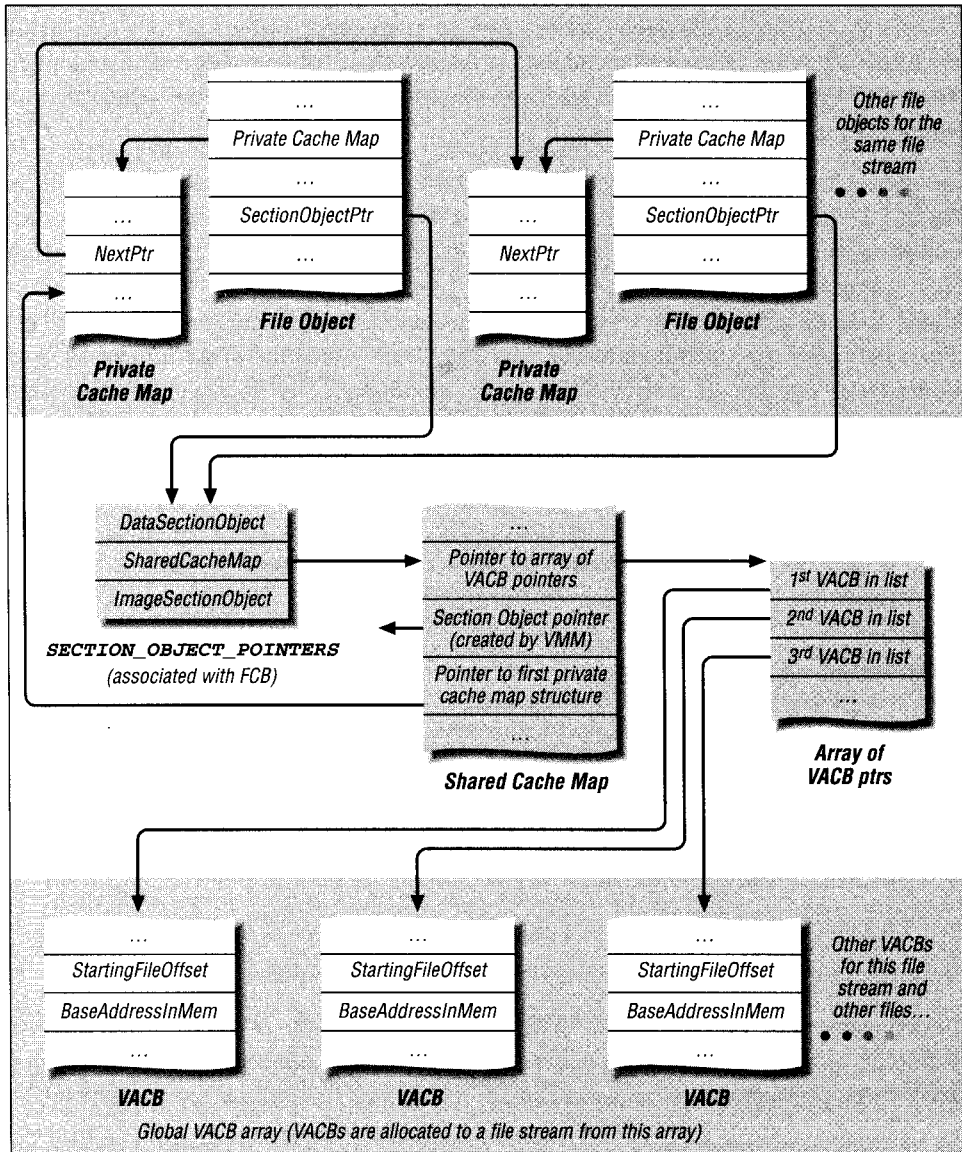 ...
Private Cache Map
...
SectionObjectPtr
...
File Object
...
NextPtr
...
Private
Cache Map
...
Private Cache Map
...
SectionObjectPtr
...
File Object
...
NextPtr
...
Private
Cache Map
Other file
objects for the
same file
stream
DataSectionObject
SharedCacheMap
ImageSectionObject
SECTION_OBJECT_POINTERS
(associated with FCB)
...
Pointer to array of
VACB pointers
Section Object pointer
(created by VMM)
Pointer to first private
cache map structure
...
Shared Cache Map
1st VACB in list
2nd VACB in list
3rd VACB in list
...
Array of
VACB ptrs
...
StartingFileOffset
BaseAddressInMem
...
VACB
...
StartingFileOffset
BaseAddressInMem
...
VACB
...
StartingFileOffset
BaseAddressInMem
...
VACB
Other VACBs
for this file
stream and
other files...
Global VACB array (VACBs are allocated to a file stream from this array)